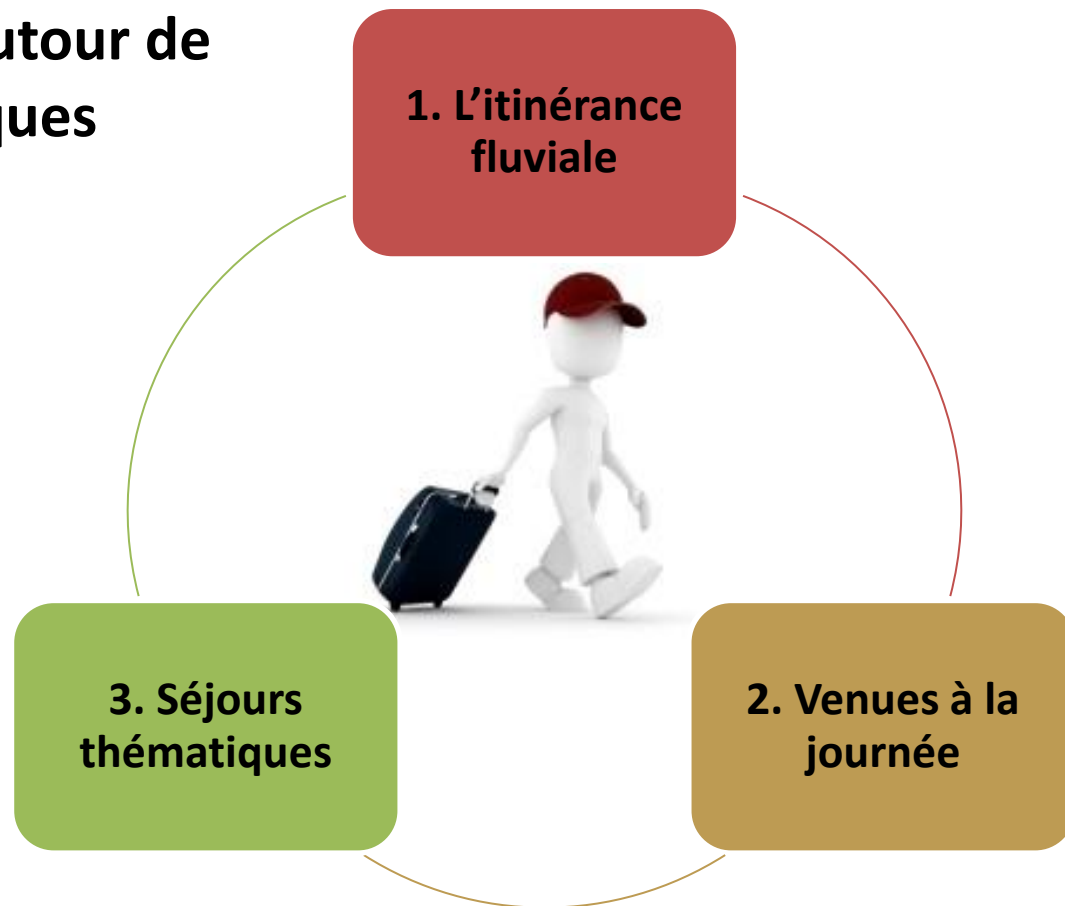 utour de
ques
1. L'itinérance
fluviale
3. Séjours
thématiques
2. Venues à la
journée